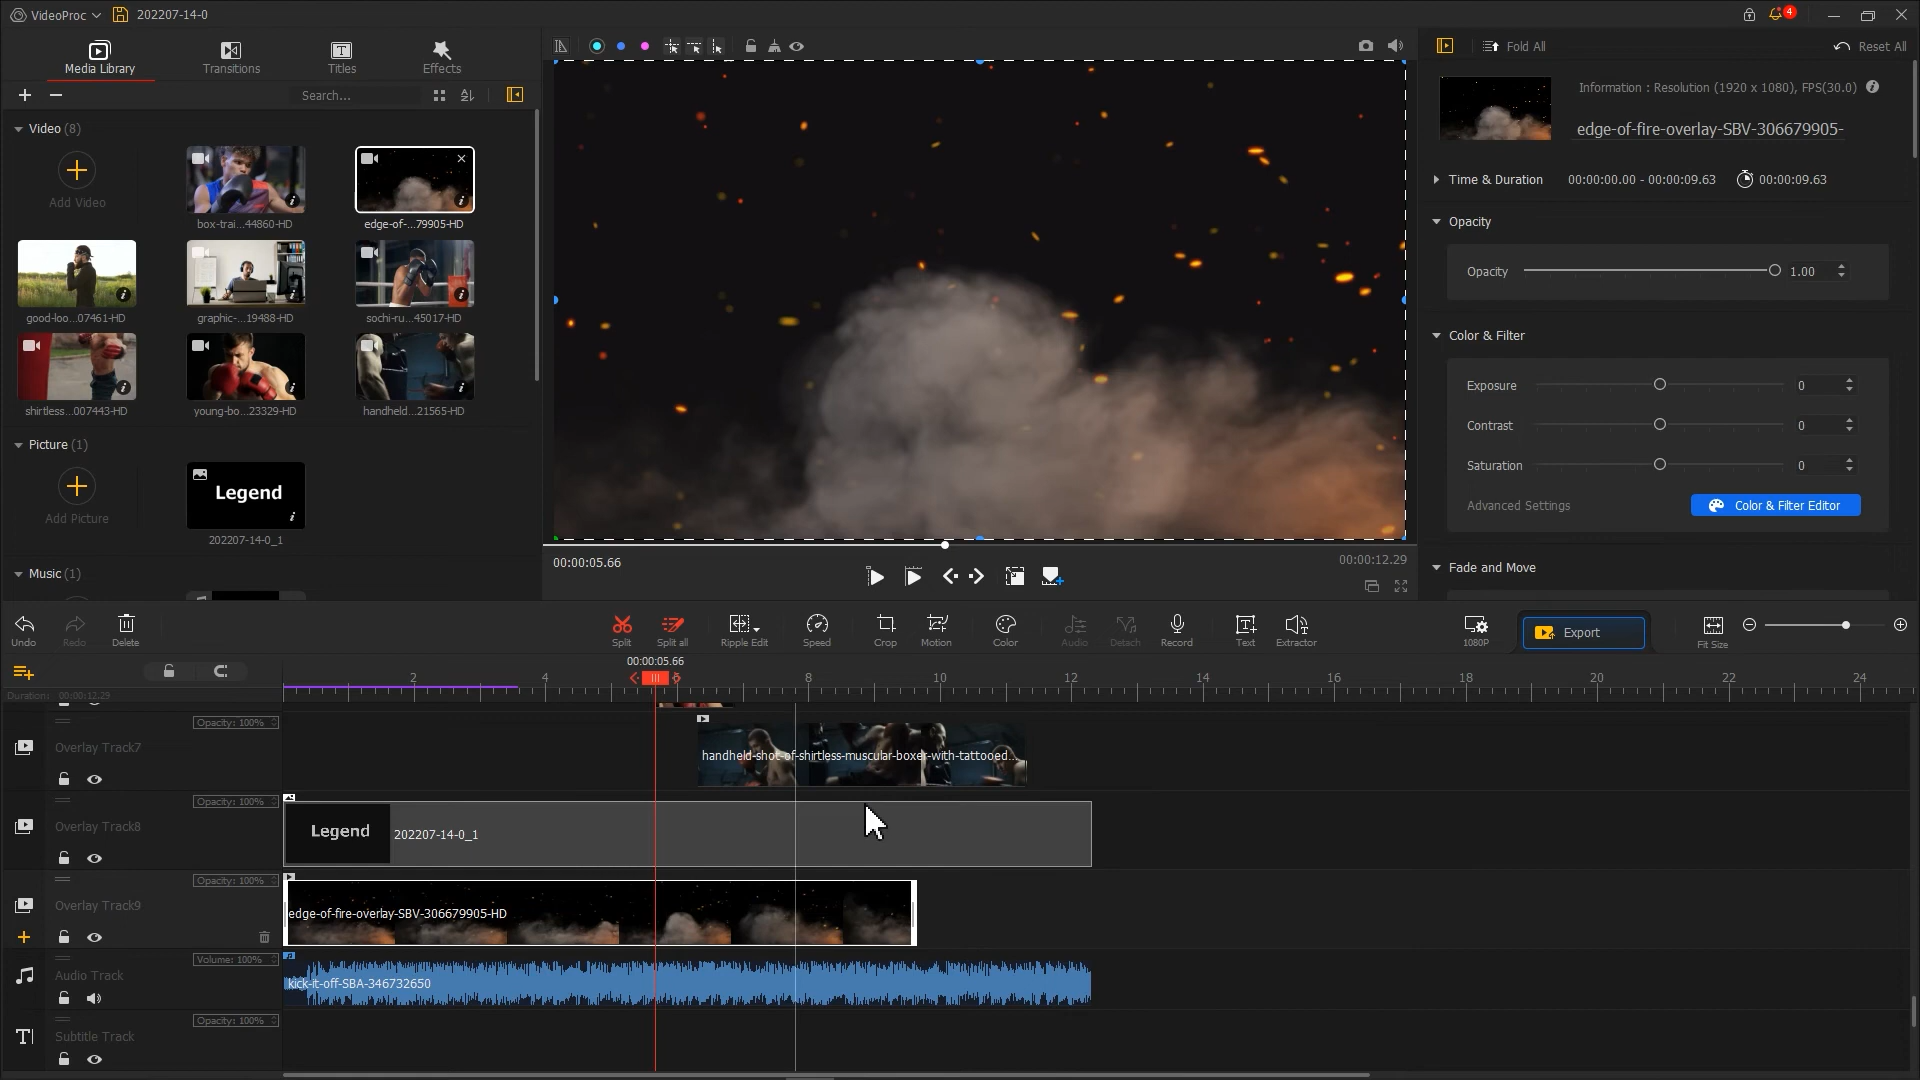 VideoProc
202207-14-0
4
Media Library
Transitions
Titles
Effects
Search...
Fold All
Reset All
Information : Resolution (1920 x 1080), FPS(30.0)
edge-of-fire-overlay-SBV-306679905-
Video (8)
Add Video
box-trai...44860-HD
edge-of-...79905-HD
good-loo...07461-HD
graphic-...19488-HD
sochi-ru...45017-HD
shirtless...007443-HD
young-bo...23329-HD
handheld...21565-HD
Picture (1)
Add Picture
Legend
202207-14-0_1
Music (1)
Time & Duration
00:00:00.00 - 00:00:09.63
00:00:09.63
Opacity
Opacity
1.00
Color & Filter
Exposure
0
Contrast
0
Saturation
0
Advanced Settings
Color & Filter Editor
Fade and Move
00:00:05.66
00:00:12.29
Undo
Redo
Delete
Split
Split all
Ripple Edit
Speed
Crop
Motion
Color
Audio
Detach
Record
Text
Extractor
1080P
Export
Fit Size
00:00:05.66
2
4
6
8
10
12
14
16
18
20
22
24
Duration: 00:00:12.29
Opacity: 100%
Overlay Track7
handheld-shot-of-shirtless-muscular-boxer-with-tattooed...
Opacity: 100%
Overlay Track8
Legend
202207-14-0_1
Opacity: 100%
Overlay Track9
edge-of-fire-overlay-SBV-306679905-HD
Volume: 100%
Audio Track
kick-it-off-SBA-346732650
Opacity: 100%
Subtitle Track